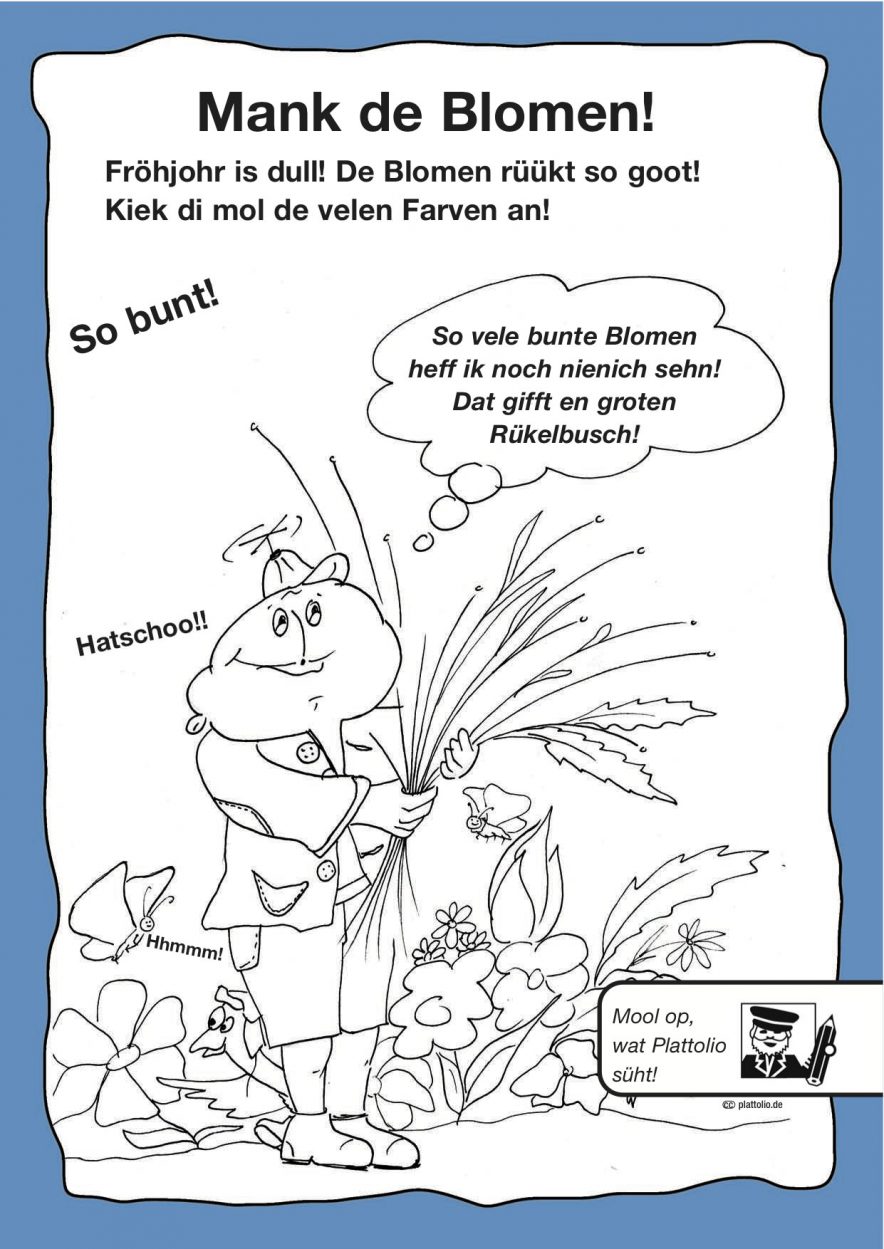 Mank de Blomen!
Fröhjohr is dull! De Blomen rüükt so goot!
Kiek di mol de velen Farven an!
So bunt!
So vele bunte Blomen
heff ik noch nienich sehn!
Dat gifft en groten
Rükelbusch!
Hatschoo!!
Hhmmm!
Mool op,
wat Plattolio
süht!
cc plattolio.de